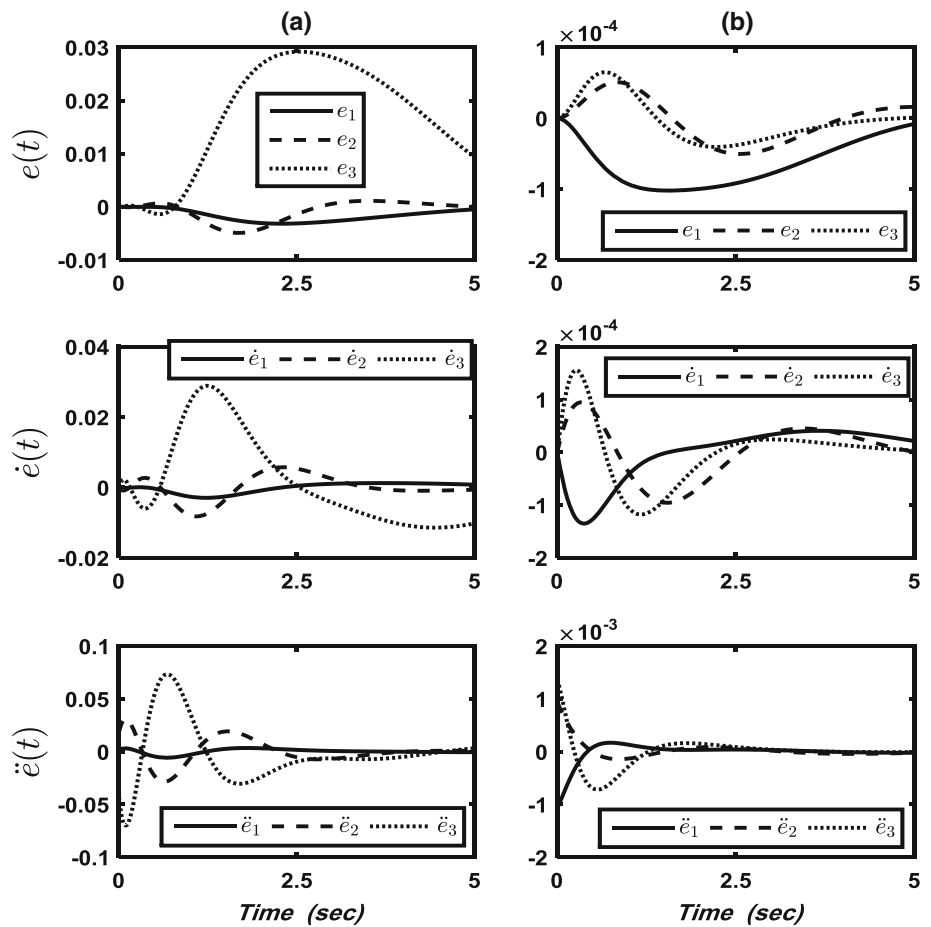 (a)
e(t)
0.03
0.02
0.01
0
-0.01
e₁
e₂
e₃
0 2.5 5
(b)
×10⁻⁴
1
0
-1
-2
e₁ e₂ e₃
0 2.5 5
ė(t)
0.04
0.02
0
-0.02
ė₁ ė₂ ė₃
0 2.5 5
×10⁻⁴
2
1
0
-1
-2
ė₁ ė₂ ė₃
0 2.5 5
ë(t)
0.1
0.05
0
-0.05
-0.1
ë₁ ë₂ ë₃
0 2.5 5
Time (sec)
×10⁻³
2
1
0
-1
-2
ë₁ ë₂ ë₃
0 2.5 5
Time (sec)